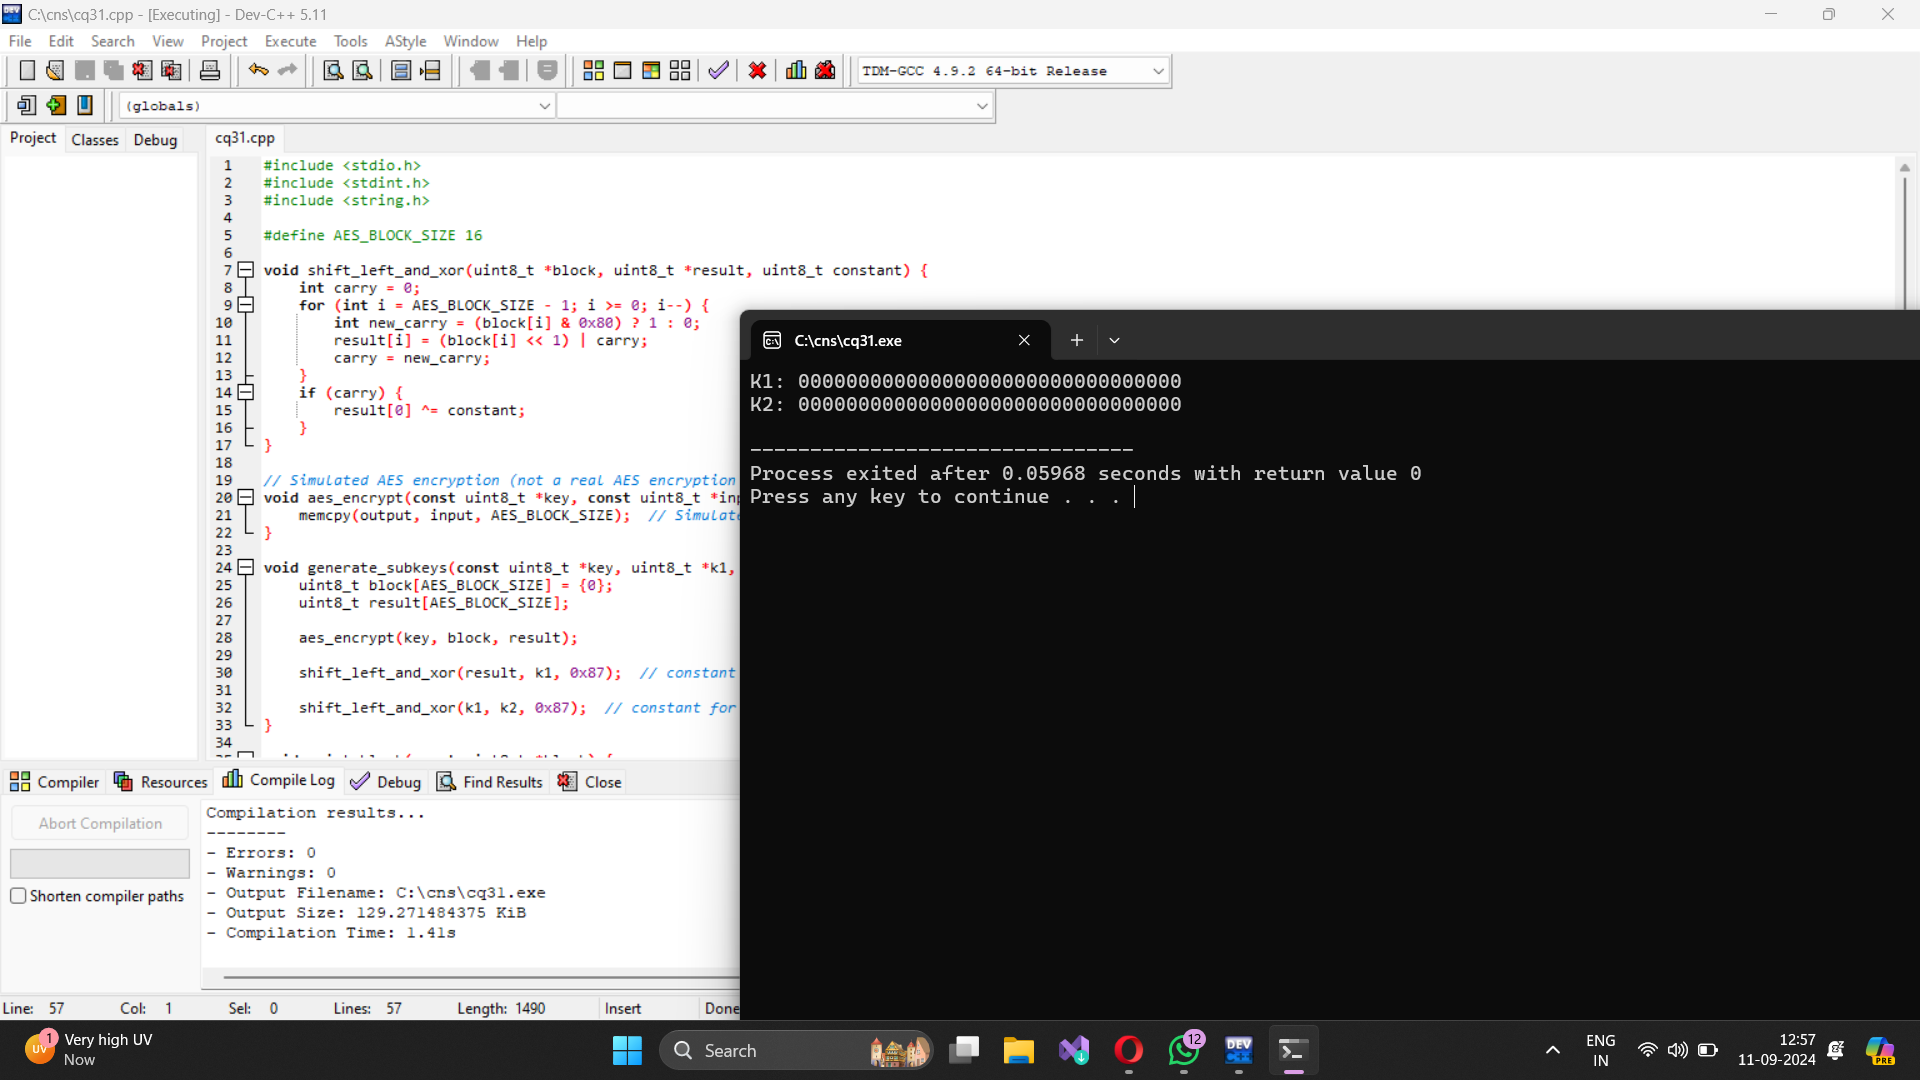 C:\cns\cq31.cpp - [Executing] - Dev-C++ 5.11
File Edit Search View Project Execute Tools AStyle Window Help
TDM-GCC 4.9.2 64-bit Release
(globals)
Project Classes Debug
cq31.cpp
1 #include <stdio.h>
2 #include <stdint.h>
3 #include <string.h>
4
5 #define AES_BLOCK_SIZE 16
6
7 void shift_left_and_xor(uint8_t *block, uint8_t *result, uint8_t constant) {
8 int carry = 0;
9 for (int i = AES_BLOCK_SIZE - 1; i >= 0; i--) {
10 int new_carry = (block[i] & 0x80) ? 1 : 0;
11 result[i] = (block[i] << 1) | carry;
12 carry = new_carry;
13 }
14 if (carry) {
15 result[0] ^= constant;
16 }
17 }
18
19 // Simulated AES encryption (not a real AES encryption
20 void aes_encrypt(const uint8_t *key, const uint8_t *inp
21 memcpy(output, input, AES_BLOCK_SIZE); // Simulate
22 }
23
24 void generate_subkeys(const uint8_t *key, uint8_t *k1,
25 uint8_t block[AES_BLOCK_SIZE] = {0};
26 uint8_t result[AES_BLOCK_SIZE];
27
28 aes_encrypt(key, block, result);
29
30 shift_left_and_xor(result, k1, 0x87); // constant
31
32 shift_left_and_xor(k1, k2, 0x87); // constant for
33 }
34
C:\cns\cq31.exe
K1: 00000000000000000000000000000000
K2: 00000000000000000000000000000000
--------------------------------
Process exited after 0.05968 seconds with return value 0
Press any key to continue . . .
Compiler Resources Compile Log Debug Find Results Close
Abort Compilation
Shorten compiler paths
Compilation results...
--------
- Errors: 0
- Warnings: 0
- Output Filename: C:\cns\cq31.exe
- Output Size: 129.271484375 KiB
- Compilation Time: 1.41s
Line: 57 Col: 1 Sel: 0 Lines: 57 Length: 1490 Insert Done
UV 1 Very high UV
Now
Search
12
DEV
ENG
IN
12:57
11-09-2024
PRE